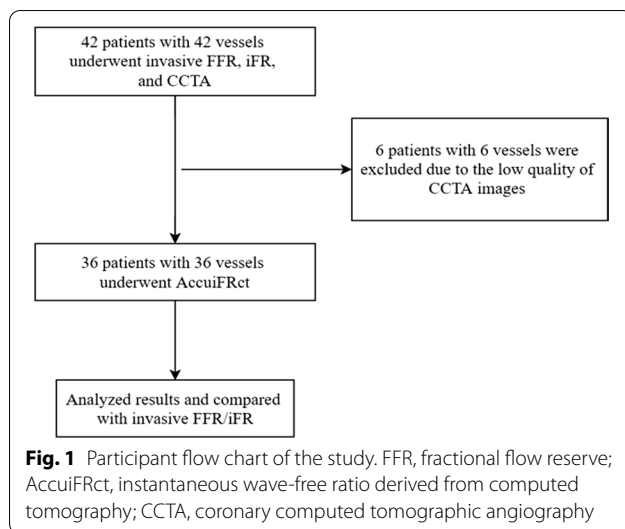 42 patients with 42 vessels
underwent invasive FFR, iFR,
and CCTA
6 patients with 6 vessels were
excluded due to the low quality of
CCTA images
36 patients with 36 vessels
underwent AccuiFRct
Analyzed results and compared
with invasive FFR/iFR
Fig. 1 Participant flow chart of the study. FFR, fractional flow reserve;
AccuiFRct, instantaneous wave-free ratio derived from computed
tomography; CCTA, coronary computed tomographic angiography